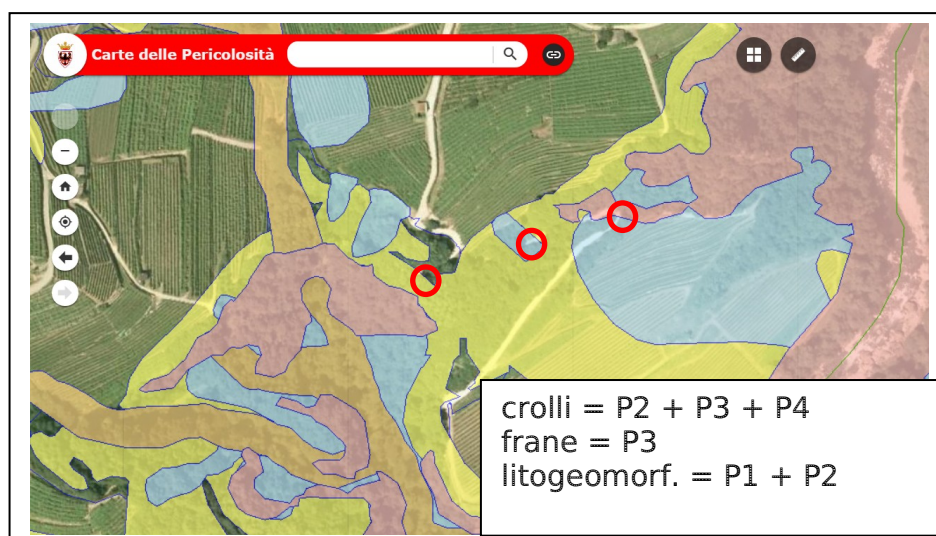 Carte delle Pericolosità
crolli = P2 + P3 + P4
frane = P3
litogeomorf. = P1 + P2